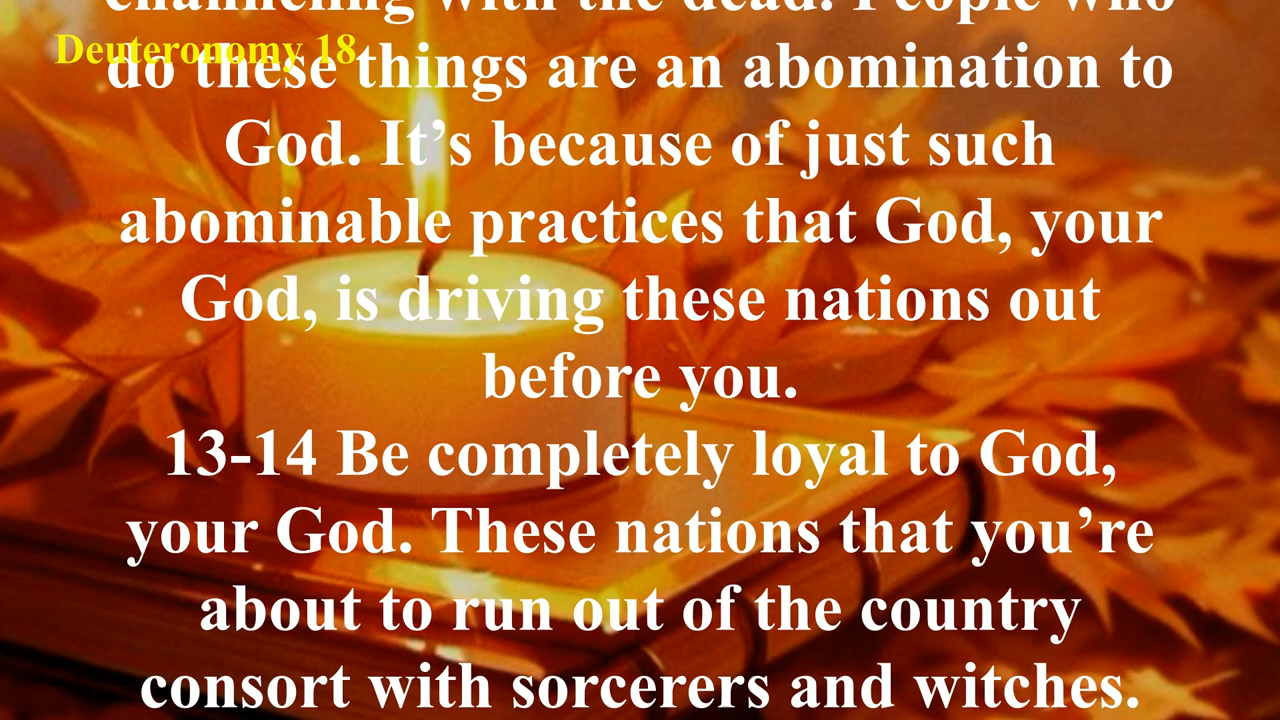 channeling with the dead. People who
Deuteronomy 18
do these things are an abomination to
God. It’s because of just such
abominable practices that God, your
God, is driving these nations out
before you.
13-14 Be completely loyal to God,
your God. These nations that you’re
about to run out of the country
consort with sorcerers and witches.